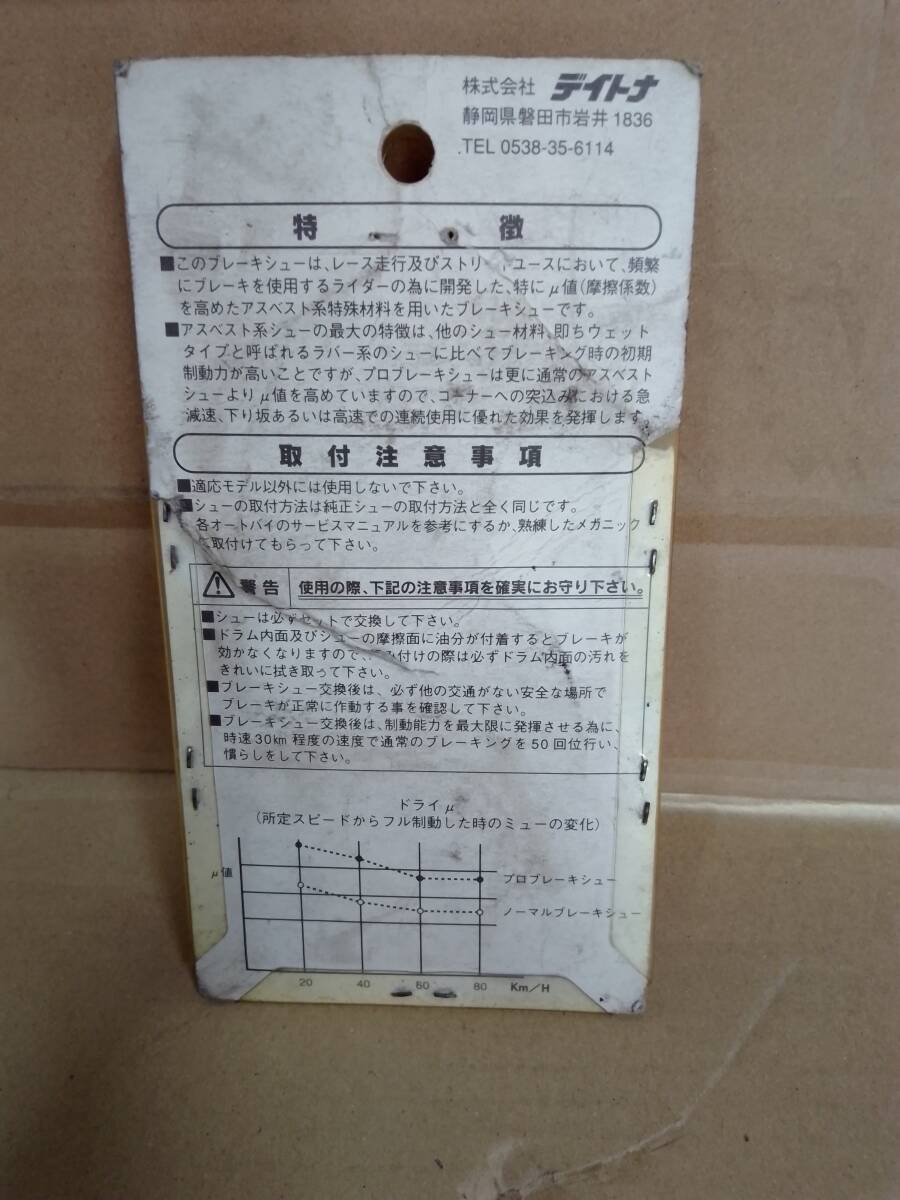 株式会社 デイトナ
静岡県磐田市岩井1836
TEL 0538-35-6114
特徴
■このブレーキシューは、レース走行及びストリ ユースにおいて、頻繁
にブレーキを使用するライダーの為に開発した、特にμ値(摩擦係数)
を高めたアスベスト系特殊材料を用いたブレーキシューです。
■アスベスト系シューの最大の特徴は、他のシュー材料、即ちウェット
タイプと呼ばれるラバー系のシューに比べてブレーキング時の初期
制動力が高いことですが、プロブレーキシューは更に通常のアスベスト
シューよりμ値を高めていますので、コーナーへの突込みにおける急
減速、下り坂あるいは高速での連続使用に優れた効果を発揮します。
取付注意事項
■適応モデル以外には使用しないで下さい。
■シューの取付方法は純正シューの取付方法と全く同じです。
各オートバイのサービスマニュアルを参考にするか、熟練したメガニック
に取付けてもらって下さい。
警告 使用の際、下記の注意事項を確実にお守り下さい。
■シューは必ずセットで交換して下さい。
■ドラム内面及びシューの摩擦面に油分が付着するとブレーキが
効かなくなりますので、 み付けの際は必ずドラム内面の汚れを
きれいに拭き取って下さい。
■ブレーキシュー交換後は、必ず他の交通がない安全な場所で
ブレーキが正常に作動する事を確認して下さい。
■ブレーキシュー交換後は、制動能力を最大限に発揮させる為に、
時速30km程度の速度で通常のブレーキングを50回位行い、
慣らしをして下さい。
ドライμ
(所定スピードからフル制動した時のミューの変化)
μ値
プロブレーキシュー
ノーマルブレーキシュー
20 40 60 80 Km/H